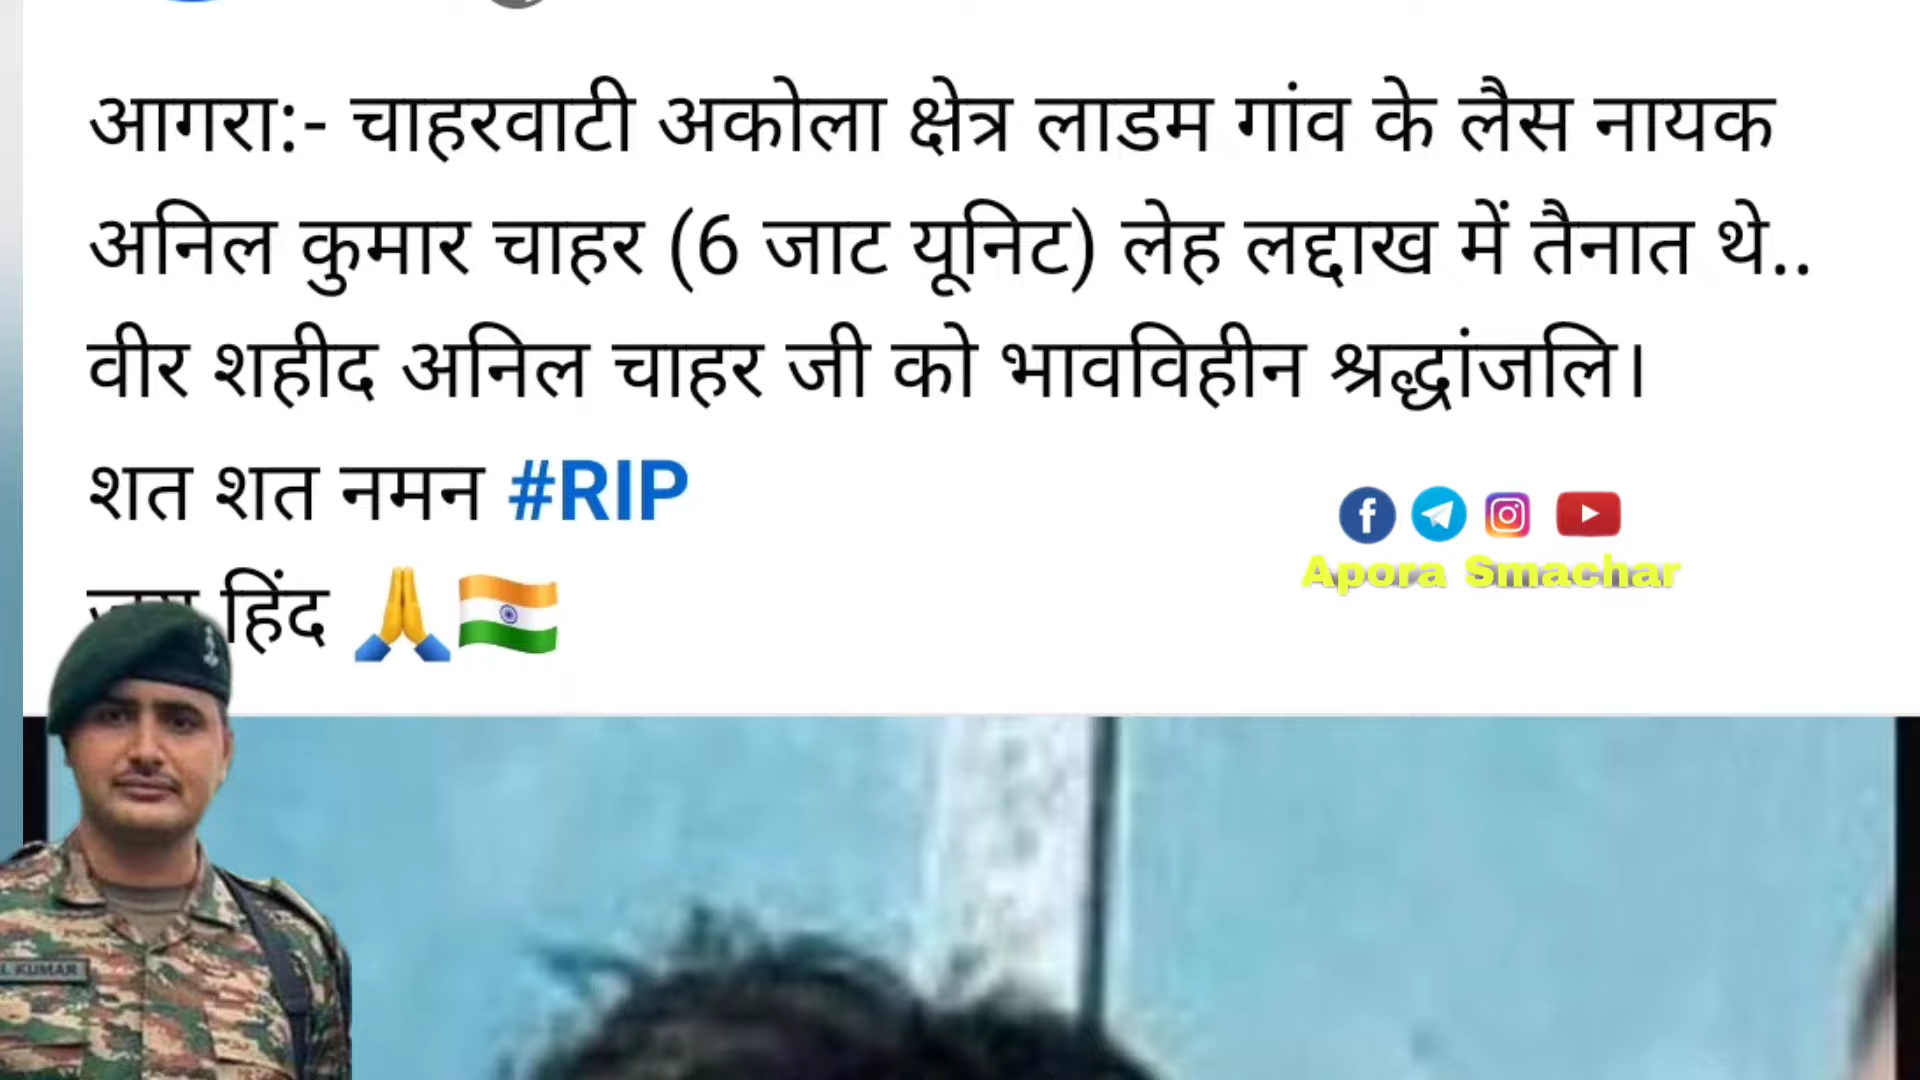 आगरा:- चाहरवाटी अकोला क्षेत्र लाडम गांव के लैस नायक
अनिल कुमार चाहर (6 जाट यूनिट) लेह लद्दाख में तैनात थे..
वीर शहीद अनिल चाहर जी को भावविहीन श्रद्धांजलि।
शत शत नमन #RIP
हिंद 🙏🇮🇳
Apora Smachar
KUMAR